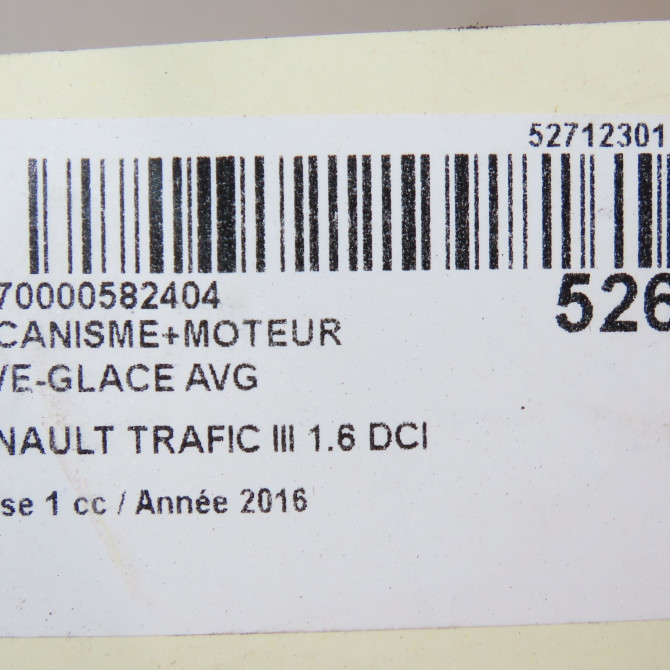 52712301
70000582404
526
CANISME+MOTEUR
VE-GLACE AVG
NAULT TRAFIC III 1.6 DCI
se 1 cc / Année 2016